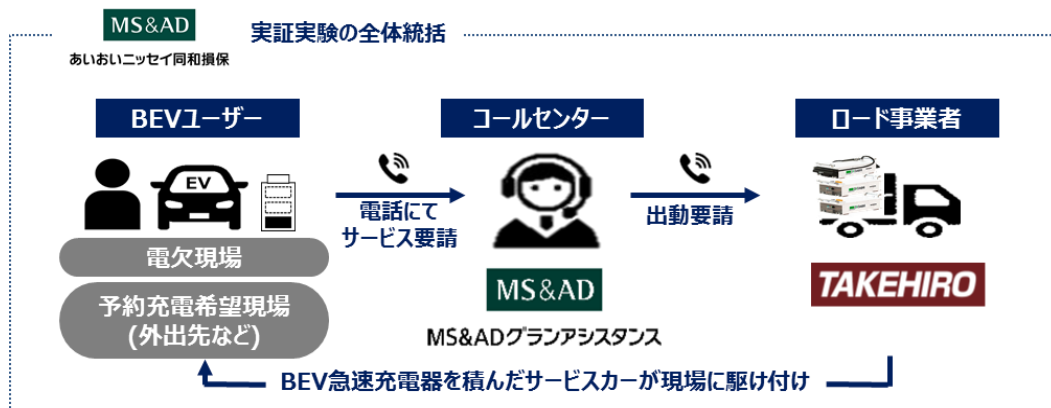 MS&AD
実証実験の全体統括
あいおいニッセイ同和損保
BEVユーザー
コールセンター
ロード事業者
EV
電話にて
サービス要請
出動要請
電欠現場
予約充電希望現場
(外出先など)
MS&AD
MS&ADグランアシスタンス
TAKEHIRO
BEV急速充電器を積んだサービスカーが現場に駆け付け